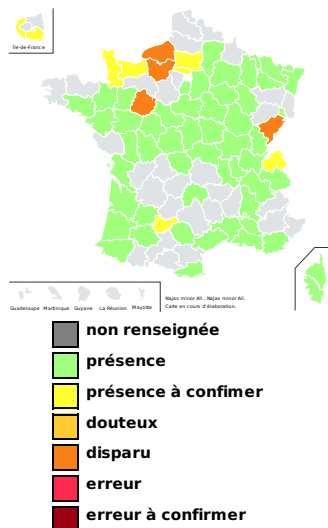 Île-de-France
Guadeloupe Martinique Guyane La Réunion Mayotte
Najas minor All., Najas minor All.
Carte en cours d'élaboration.
non renseignée
présence
présence à confimer
douteux
disparu
erreur
erreur à confirmer